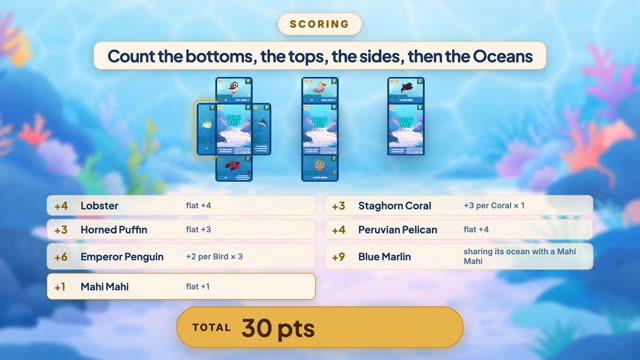 SCORING
Count the bottoms, the tops, the sides, then the Oceans
+4 Lobster flat +4
+3 Staghorn Coral +3 per Coral × 1
+3 Horned Puffin flat +3
+4 Peruvian Pelican flat +4
+6 Emperor Penguin +2 per Bird × 3
+9 Blue Marlin sharing its ocean with a Mahi
Mahi
+1 Mahi Mahi flat +1
TOTAL 30 pts